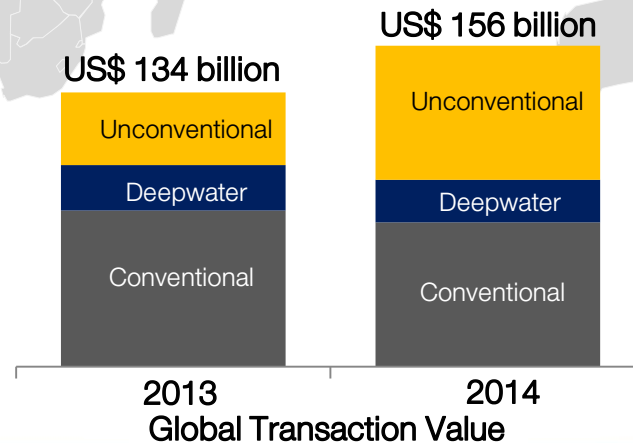 US$ 134 billion
US$ 156 billion
Unconventional
Deepwater
Conventional
Unconventional
Deepwater
Conventional
2013
2014
Global Transaction Value